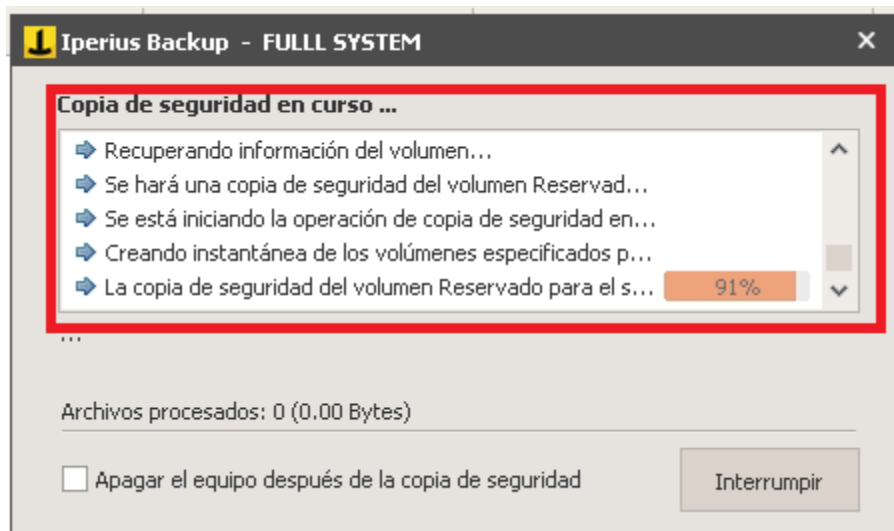 Iperius Backup - FULLL SYSTEM
Copia de seguridad en curso ...
Recuperando información del volumen...
Se hará una copia de seguridad del volumen Reservad...
Se está iniciando la operación de copia de seguridad en...
Creando instantánea de los volúmenes especificados p...
La copia de seguridad del volumen Reservado para el s... 91%
...
Archivos procesados: 0 (0.00 Bytes)
Apagar el equipo después de la copia de seguridad
Interrumpir